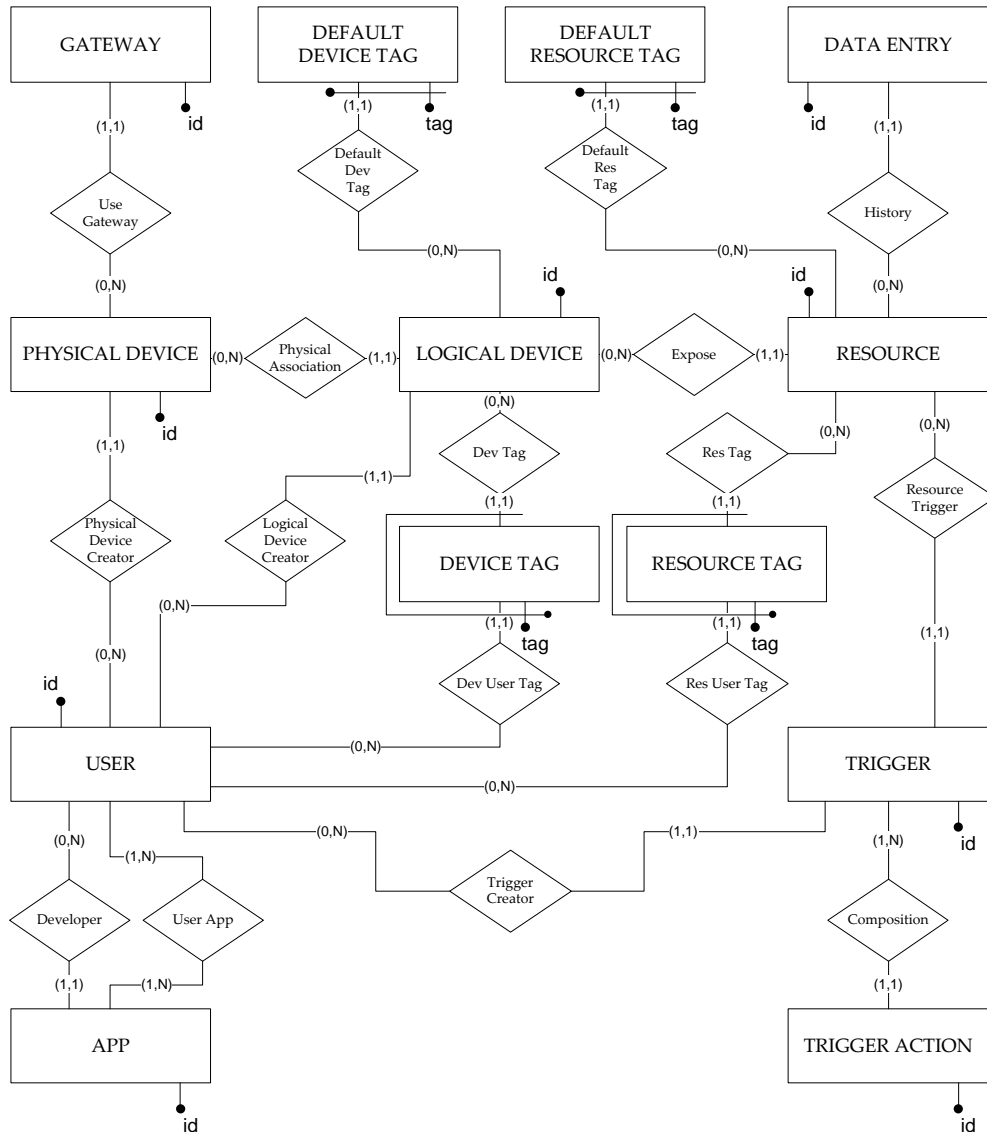 GATEWAY
DEFAULT
DEVICE TAG
DEFAULT
RESOURCE TAG
DATA ENTRY
id
tag
tag
id
(1,1)
(1,1)
(1,1)
(1,1)
Use
Gateway
Default
Dev
Tag
Default
Res
Tag
History
(0,N)
(0,N)
(0,N)
(0,N)
id
id
PHYSICAL DEVICE
(0,N)
Physical
Association
(1,1)
LOGICAL DEVICE
(0,N)
Expose
(1,1)
RESOURCE
id
(1,1)
(1,1)
(0,N)
(0,N)
(0,N)
Dev Tag
Res Tag
Resource
Trigger
Physical
Device
Creator
Logical
Device
Creator
(1,1)
(1,1)
DEVICE TAG
RESOURCE TAG
tag
tag
(0,N)
(0,N)
(1,1)
(1,1)
(1,1)
Dev User Tag
Res User Tag
id
USER
(0,N)
(0,N)
TRIGGER
id
(0,N)
(1,N)
(0,N)
(1,1)
(1,N)
Developer
User App
Trigger
Creator
Composition
(1,1)
(1,N)
(1,1)
APP
TRIGGER ACTION
id
id